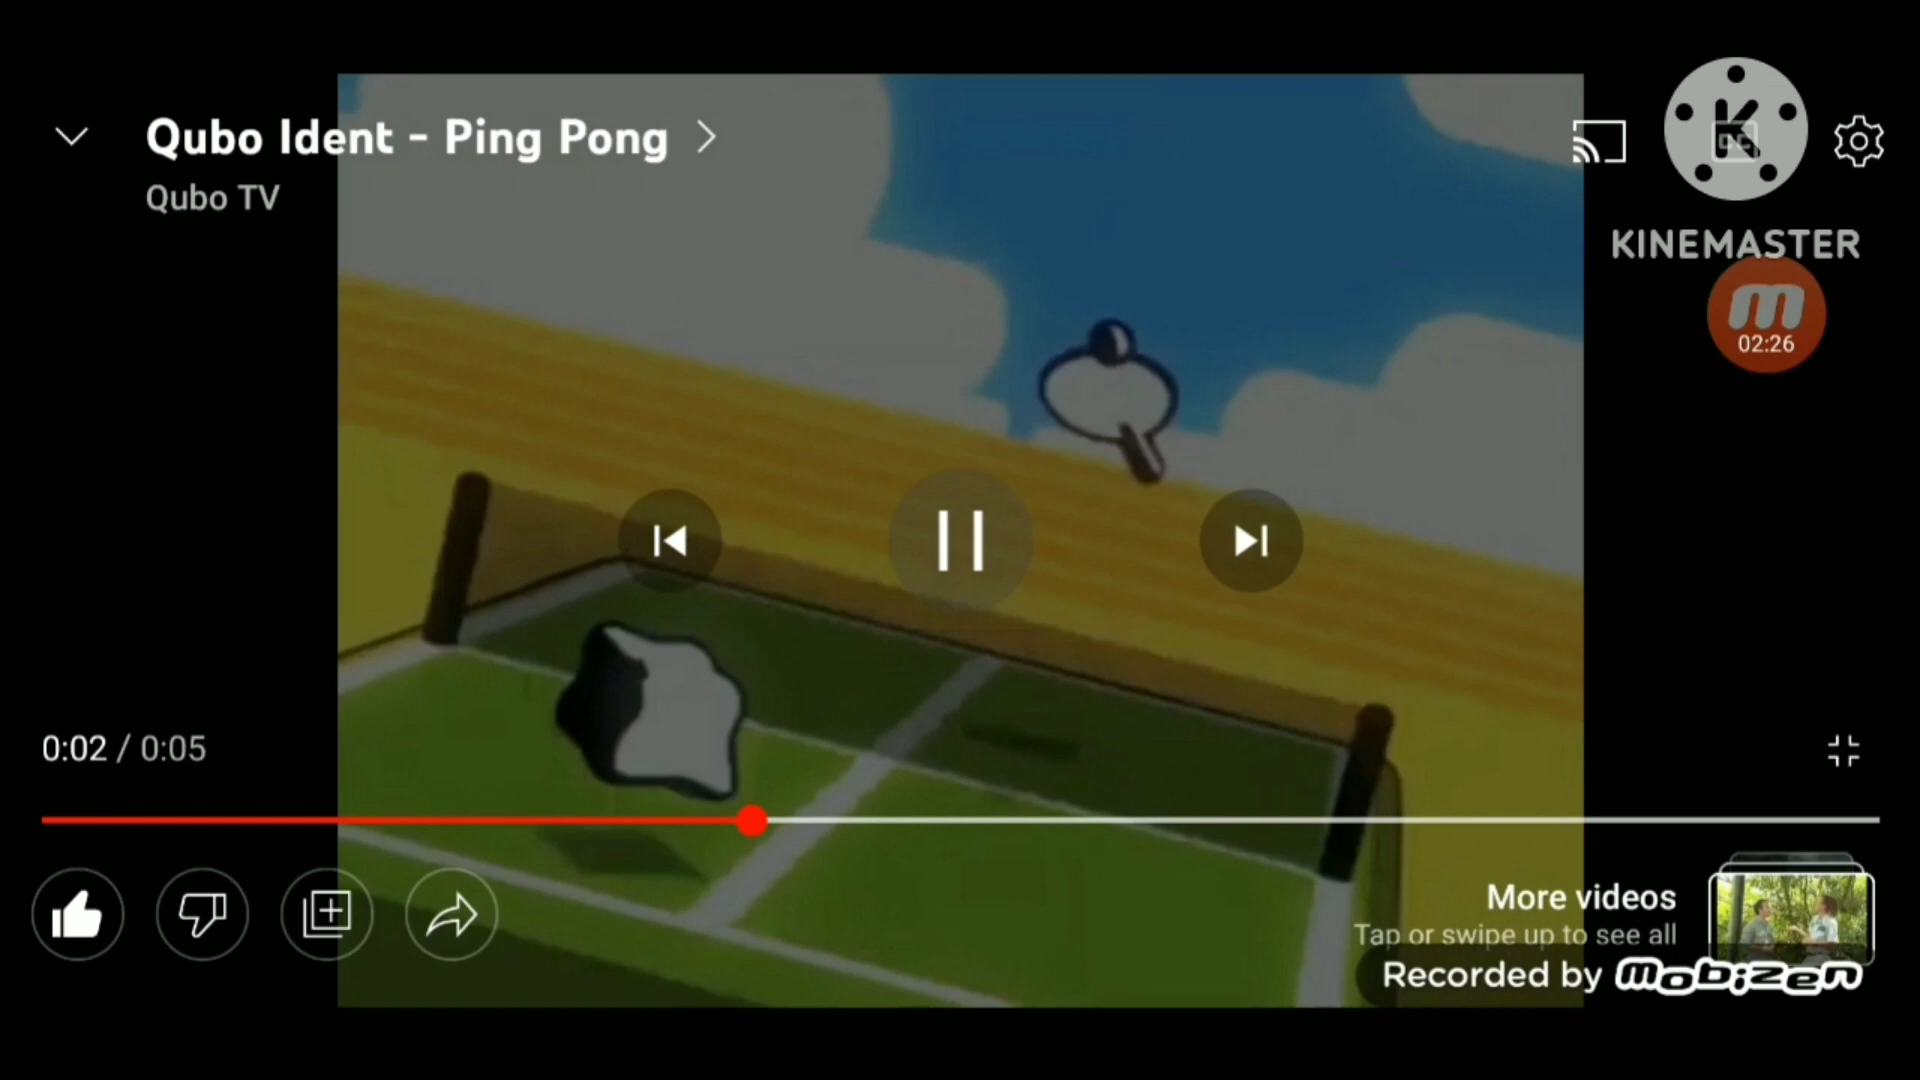 Qubo Ident - Ping Pong
Qubo TV
K
KINEMASTER
m
02:26
0:02 / 0:05
More videos
Tap or swipe up to see all
Recorded by mobizen